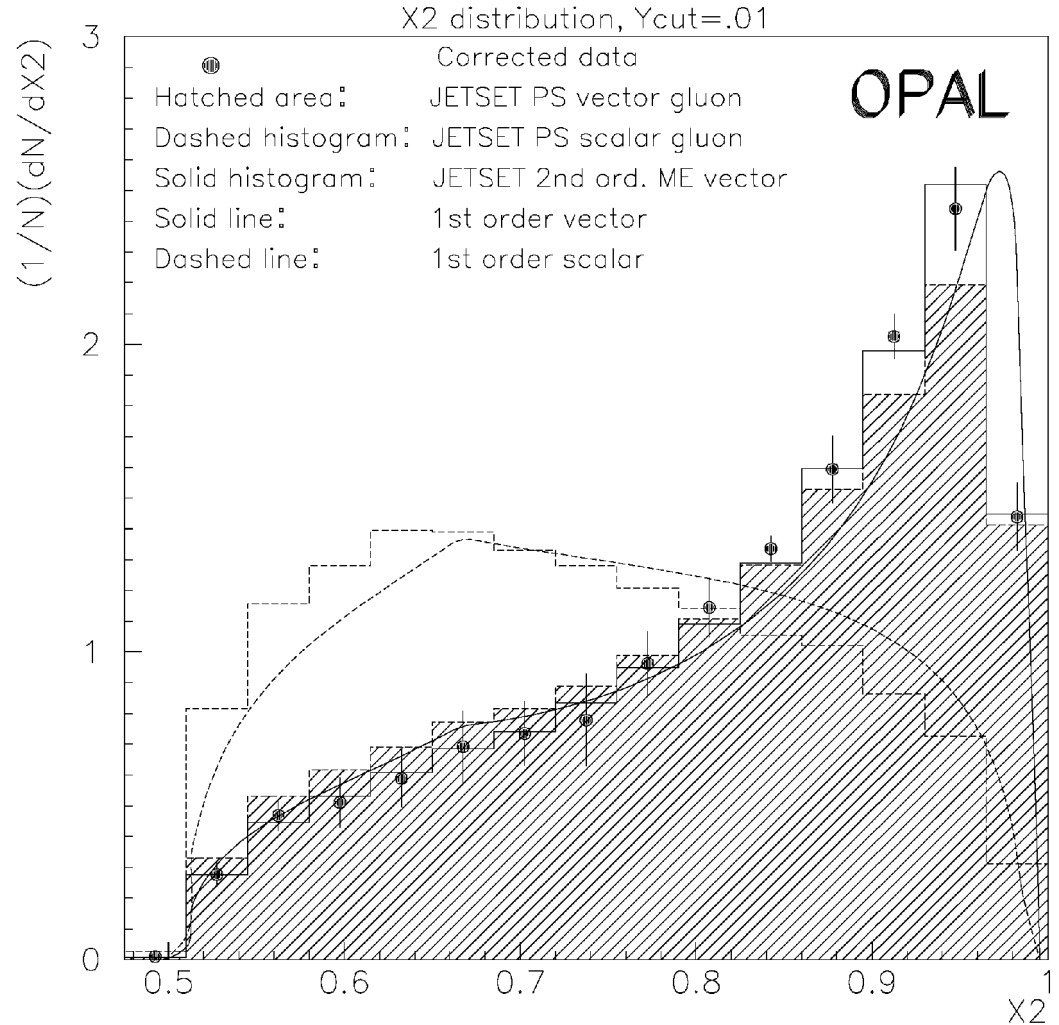 X2 distribution, Ycut=.01
(1/N)(dN/dX2)
Corrected data
OPAL
Hatched area: JETSET PS vector gluon
Dashed histogram: JETSET PS scalar gluon
Solid histogram: JETSET 2nd ord. ME vector
Solid line: 1st order vector
Dashed line: 1st order scalar
3
2
1
0
0.5 0.6 0.7 0.8 0.9 1
X2